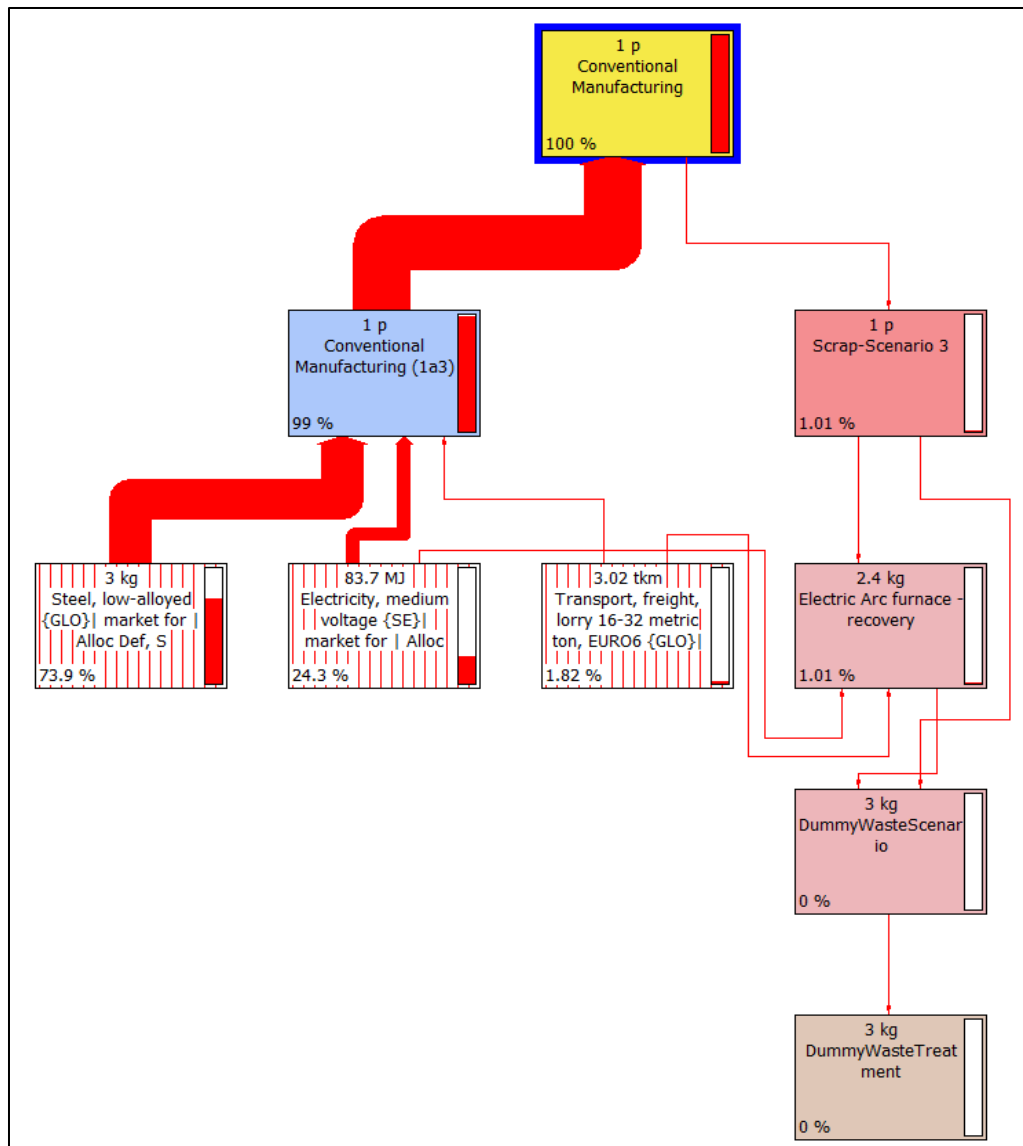 1 p
Conventional
Manufacturing
100 %
1 p
Conventional
Manufacturing (1a3)
99 %
1 p
Scrap-Scenario 3
1.01 %
3 kg
Steel, low-alloyed
{GLO}| market for |
Alloc Def, S
73.9 %
83.7 MJ
Electricity, medium
voltage {SE}|
market for | Alloc
24.3 %
3.02 tkm
Transport, freight,
lorry 16-32 metric
ton, EURO6 {GLO}|
1.82 %
2.4 kg
Electric Arc furnace -
recovery
1.01 %
3 kg
DummyWasteScenar
io
0 %
3 kg
DummyWasteTreat
ment
0 %